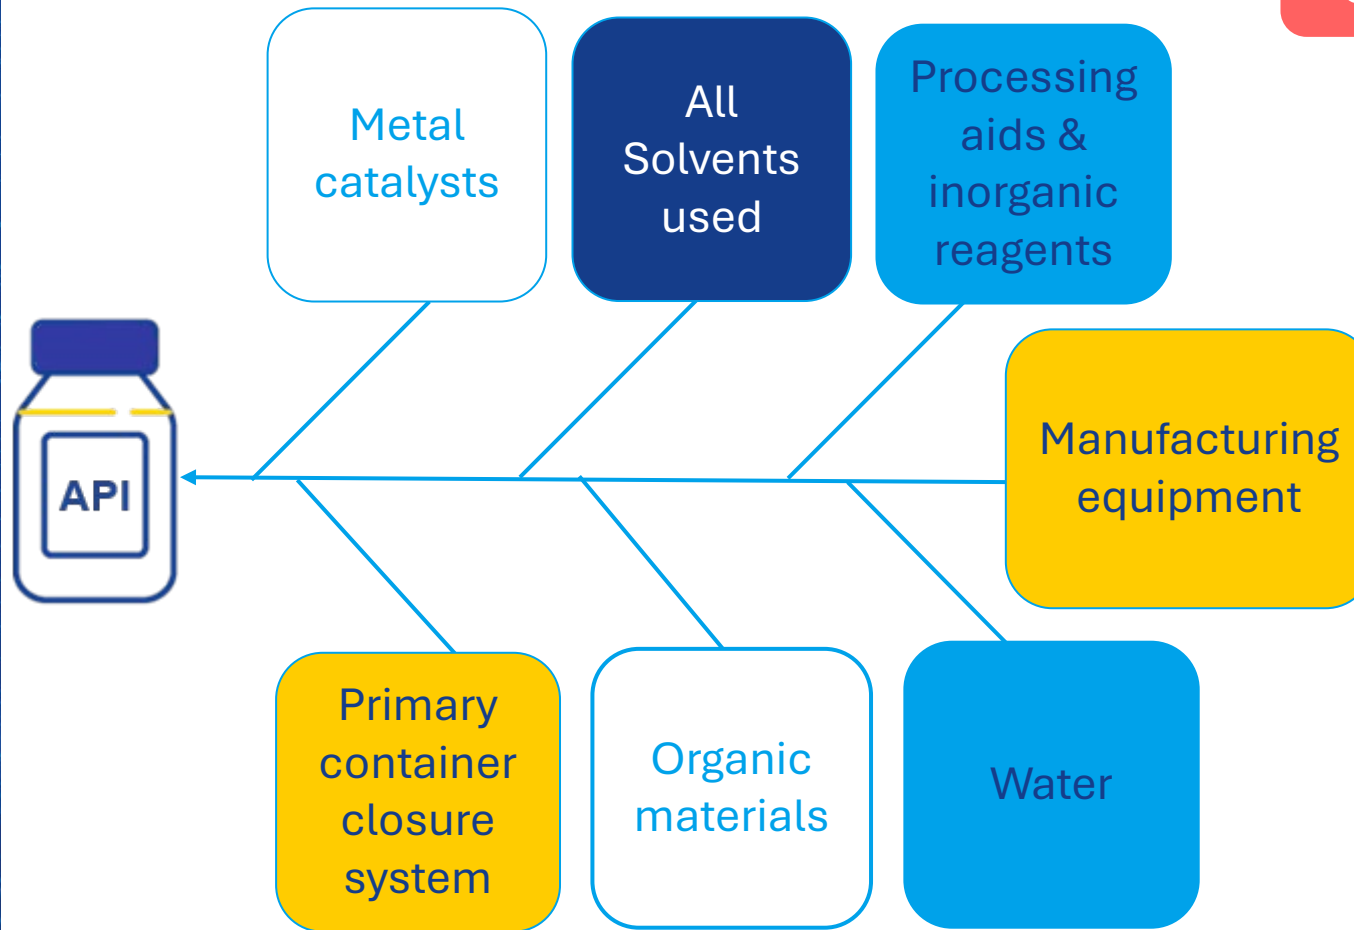 Metal
catalysts
All
Solvents
used
Processing
aids &
inorganic
reagents
API
Manufacturing
equipment
Primary
container
closure
system
Organic
materials
Water